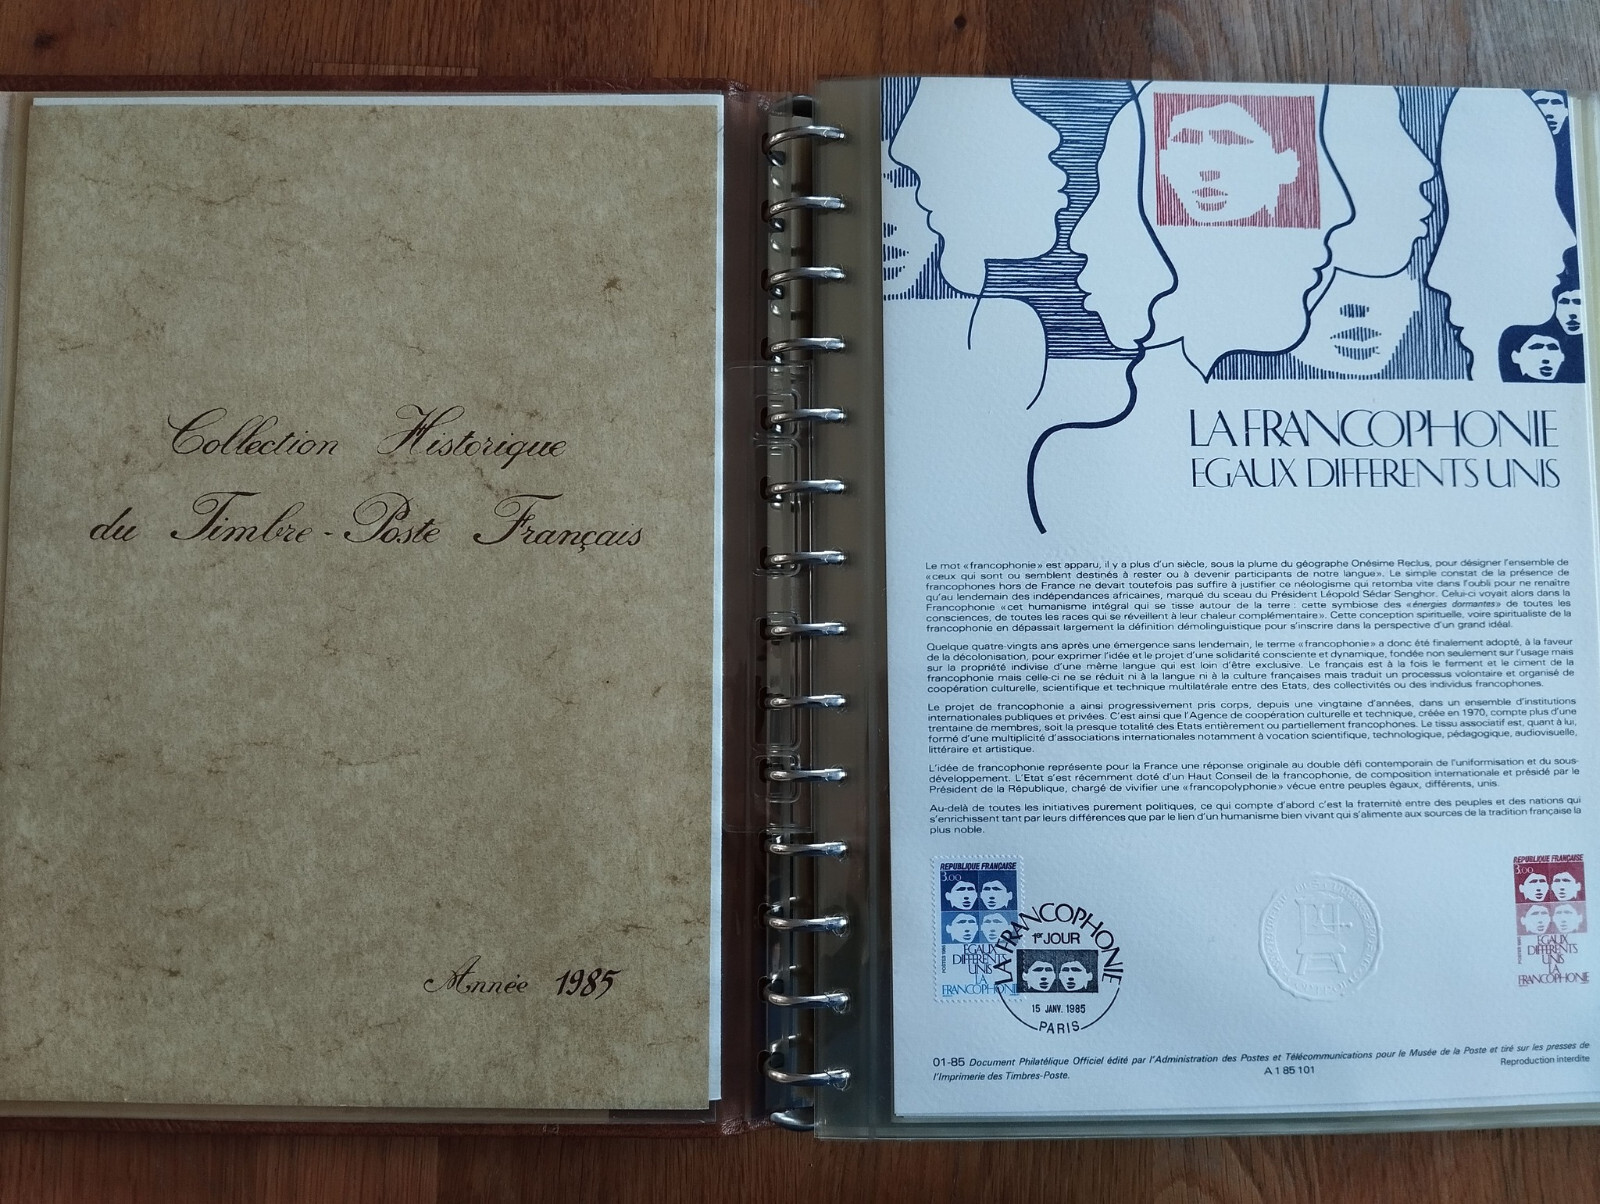 Collection Historique
du Timbre-Poste Français
Année 1985
LA FRANCOPHONIE
EGAUX DIFFERENTS UNIS
Le mot «francophonie» est apparu, il y a plus d'un siècle, sous la plume du géographe Onésime Reclus, pour désigner l'ensemble de
«ceux qui sont ou semblent destinés à rester ou à devenir participants de notre langue». Le simple constat de la présence de
francophones hors de France ne devait toutefois pas suffire à justifier ce néologisme qui retomba vite dans l'oubli pour ne renaître
qu'au lendemain des indépendances africaines, marqué du sceau du Président Léopold Sédar Senghor. Celui-ci voyait alors dans la
Francophonie «cet humanisme intégral qui se tisse autour de la terre : cette symbiose des «énergies dormantes» de toutes les
consciences, de toutes les races qui se réveillent à leur chaleur complémentaire». Cette conception spirituelle, voire spiritualiste de la
francophonie en dépassait largement la définition démolinguistique pour s'inscrire dans la perspective d'un grand idéal.
Quelque quatre-vingts ans après une émergence sans lendemain, le terme «francophonie» a donc été finalement adopté, à la faveur
de la décolonisation, pour exprimer l'idée et le projet d'une solidarité consciente et dynamique, fondée non seulement sur l'usage mais
sur la propriété indivise d'une même langue qui est loin d'être exclusive. Le français est à la fois le ferment et le ciment de la
francophonie mais celle-ci ne se réduit ni à la langue ni à la culture françaises mais traduit un processus volontaire et organisé de
coopération culturelle, scientifique et technique multilatérale entre des Etats, des collectivités ou des individus francophones.
Le projet de francophonie a ainsi progressivement pris corps, depuis une vingtaine d'années, dans un ensemble d'institutions
internationales publiques et privées. C'est ainsi que l'Agence de coopération culturelle et technique, créée en 1970, compte plus d'une
trentaine de membres, soit la presque totalité des Etats entièrement ou partiellement francophones. Le tissu associatif est, quant à lui,
formé d'une multiplicité d'associations internationales notamment à vocation scientifique, technologique, pédagogique, audiovisuelle,
littéraire et artistique.
L'idée de francophonie représente pour la France une réponse originale au double défi contemporain de l'uniformisation et du sous-
développement. L'Etat s'est récemment doté d'un Haut Conseil de la francophonie, de composition internationale et présidé par le
Président de la République, chargé de vivifier une «francopolyphonie» vécue entre peuples égaux, différents, unis.
Au-delà de toutes les initiatives purement politiques, ce qui compte d'abord c'est la fraternité entre des peuples et des nations qui
s'enrichissent tant par leurs différences que par le lien d'un humanisme bien vivant qui s'alimente aux sources de la tradition française la
plus noble.
REPUBLIQUE FRANÇAISE
3,00
EGAUX
DIFFERENTS
UNIS
LA
FRANCOPHONIE
LA FRANCOPHONIE
1er JOUR
15 JANV. 1985
PARIS
REPUBLIQUE FRANÇAISE
3,00
EGAUX
DIFFERENTS
UNIS
LA
FRANCOPHONIE
01-85 Document Philatélique Officiel édité par l'Administration des Postes et Télécommunications pour le Musée de la Poste et tiré sur les presses de
l'Imprimerie des Timbres-Poste.
A 1 85 101
Reproduction interdite